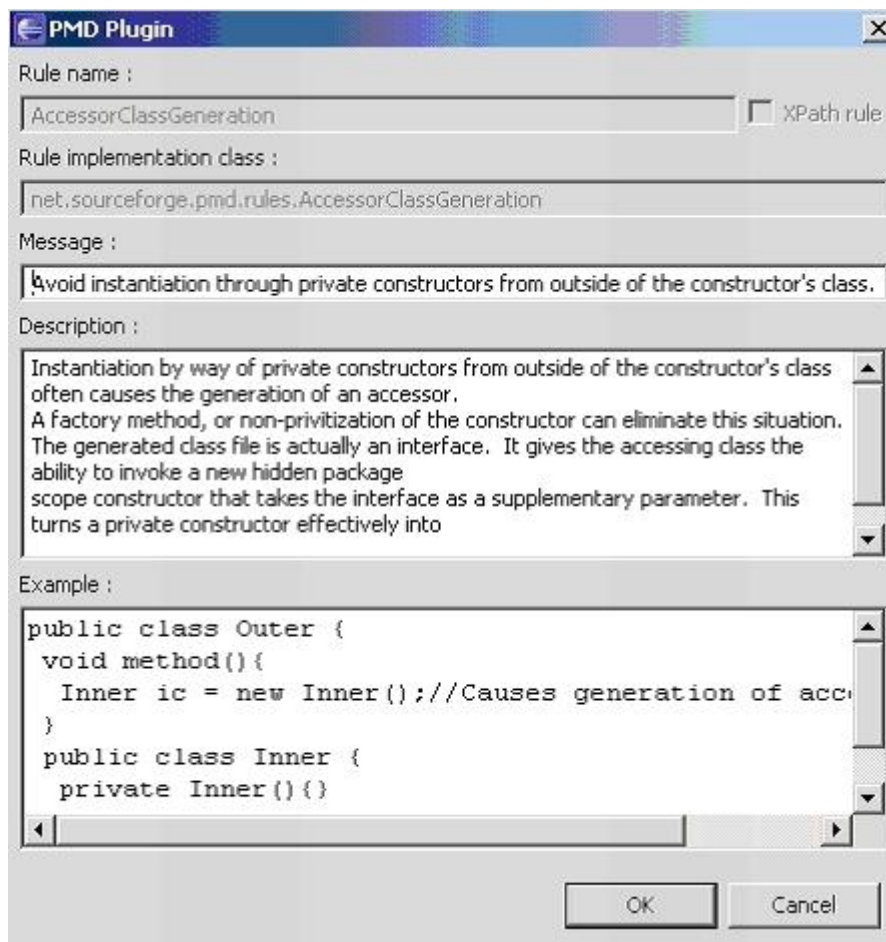 PMD Plugin
Rule name :
AccessorClassGeneration
XPath rule
Rule implementation class :
net.sourceforge.pmd.rules.AccessorClassGeneration
Message :
Avoid instantiation through private constructors from outside of the constructor's class.
Description :
Instantiation by way of private constructors from outside of the constructor's class
often causes the generation of an accessor.
A factory method, or non-privitization of the constructor can eliminate this situation.
The generated class file is actually an interface.  It gives the accessing class the
ability to invoke a new hidden package
scope constructor that takes the interface as a supplementary parameter.  This
turns a private constructor effectively into
Example :
public class Outer {
 void method(){
  Inner ic = new Inner();//Causes generation of acc
 }
 public class Inner {
  private Inner(){}
OK
Cancel